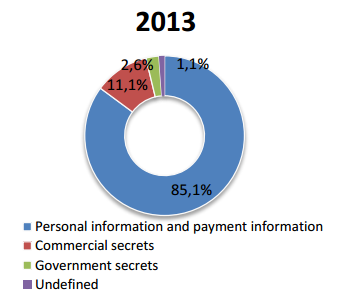 2013
2,6%
1,1%
11,1%
85,1%
Personal information and payment information
Commercial secrets
Government secrets
Undefined